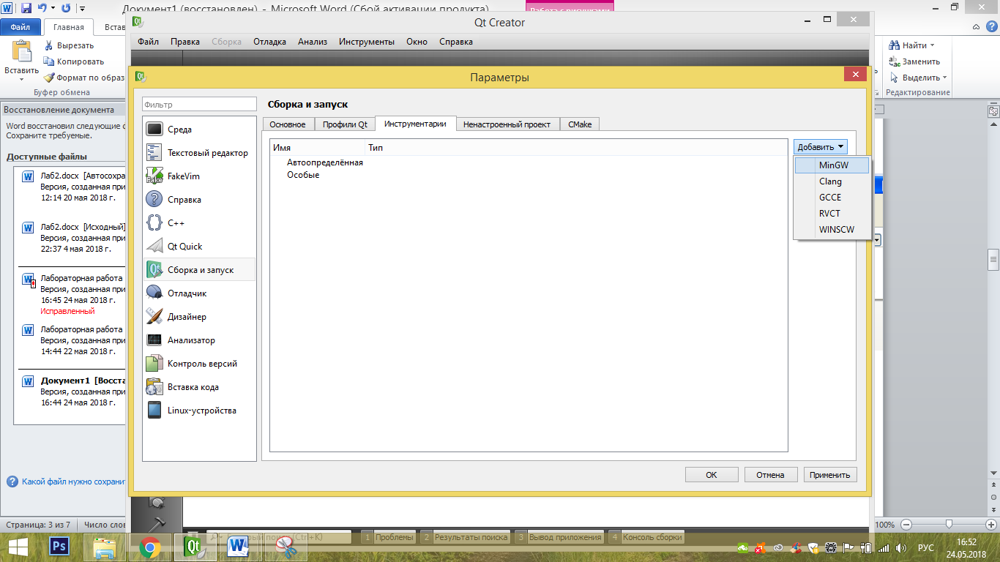 Документ1 (восстановлен) - Microsoft Word (Сбой активации продукта)
Работа с рисунками
Файл
Главная
Встав
Вставить
Вырезать
Копировать
Формат по образ
Буфер обмена
Найти
Заменить
Выделить
Редактирование
Восстановление документа
Word восстановил следующие ф
Сохраните требуемые.
Доступные файлы
Лаб2.docx [Автосохра
Версия, созданная при
12:14 20 мая 2018 г.
Лаб2.docx [Исходный]
Версия, созданная при
22:37 4 мая 2018 г.
Лабораторная работа
Версия, созданная при
16:45 24 мая 2018 г.
Исправленный
Лабораторная работа
Версия, созданная при
14:44 22 мая 2018 г.
Документ1 [Восста
Версия, созданная при
16:44 24 мая 2018 г.
Какой файл нужно сохранит
Страница: 3 из 7
Число слов
100%
Qt Creator
Файл Правка Сборка Отладка Анализ Инструменты Окно Справка
Параметры
Фильтр
Среда
Текстовый редактор
FakeVim
Справка
C++
Qt Quick
Сборка и запуск
Отладчик
Дизайнер
Анализатор
Контроль версий
Вставка кода
Linux-устройства
Сборка и запуск
Основное Профили Qt Инструментарии Ненастроенный проект CMake
Имя Тип
Автоопределённая
Особые
Добавить
MinGW
Clang
GCCE
RVCT
WINSCW
OK Отмена Применить
(Ctrl+K)
1 Проблемы 2 Результаты поиска 3 Вывод приложения 4 Консоль сборки
Ps
РУС
16:52
24.05.2018